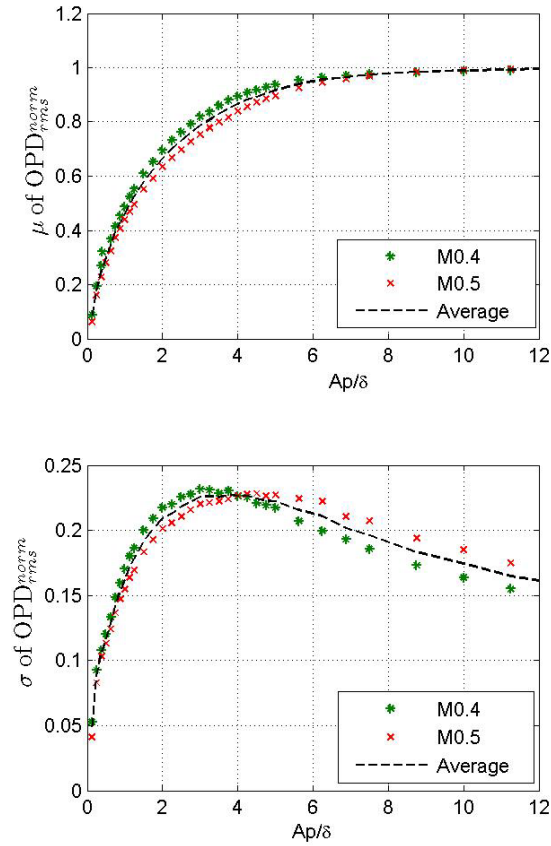 1.2
1
0.8
0.6
0.4
0.2
0
μ of OPD_{rms}^{norm}
M0.4
M0.5
Average
0 2 4 6 8 10 12
Ap/δ
0.25
0.2
0.15
0.1
0.05
0
σ of OPD_{rms}^{norm}
M0.4
M0.5
Average
0 2 4 6 8 10 12
Ap/δ